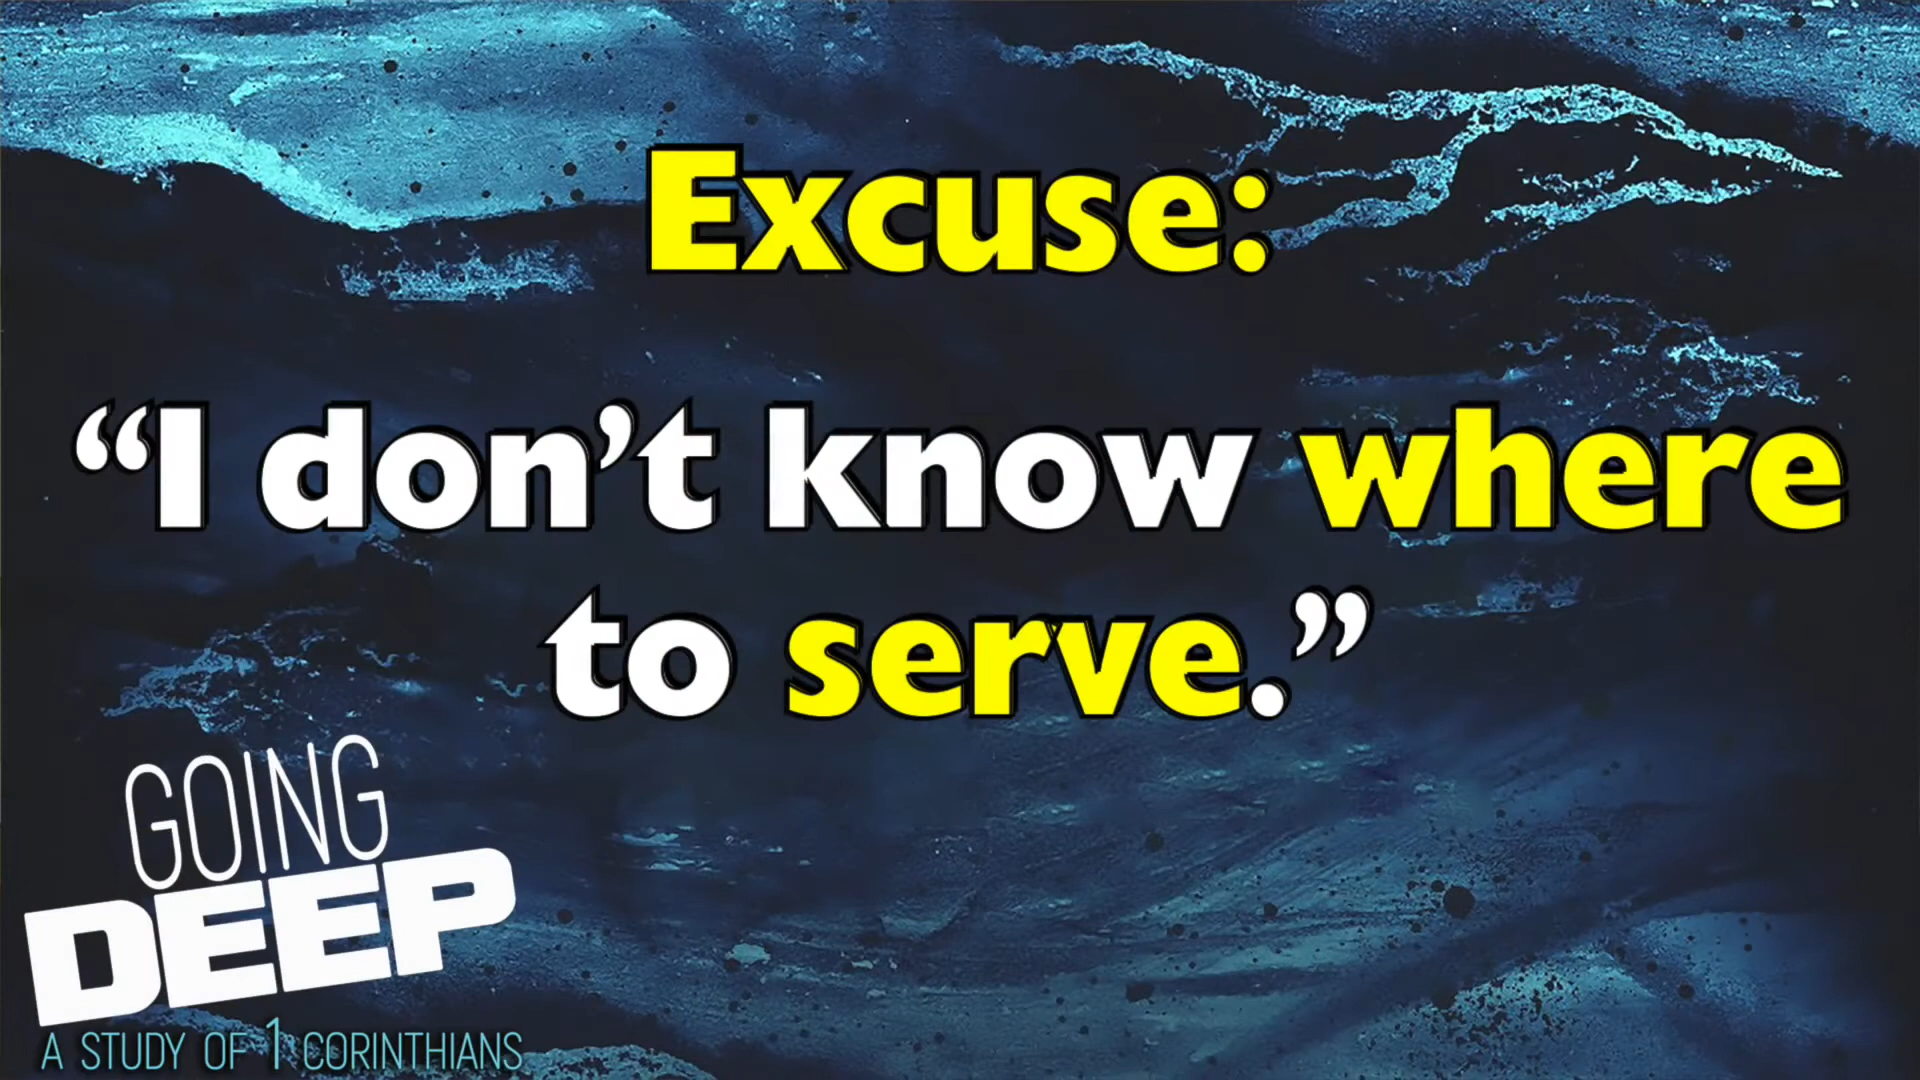 Excuse:
“I don’t know where
to serve.”
GOING
DEEP
A STUDY OF 1 CORINTHIANS